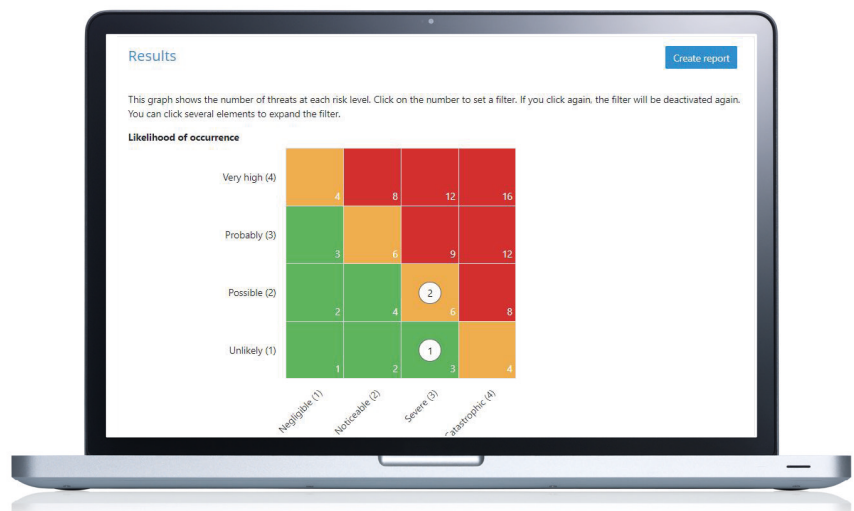 Results
Create report
This graph shows the number of threats at each risk level. Click on the number to set a filter. If you click again, the filter will be deactivated again.
You can click several elements to expand the filter.
Likelihood of occurrence
Very high (4)
4
8
12
16
Probably (3)
3
6
9
12
Possible (2)
2
4
2
6
8
Unlikely (1)
1
2
1
3
4
Negligible (1)
Noticeable (2)
Severe (3)
Catastrophic (4)